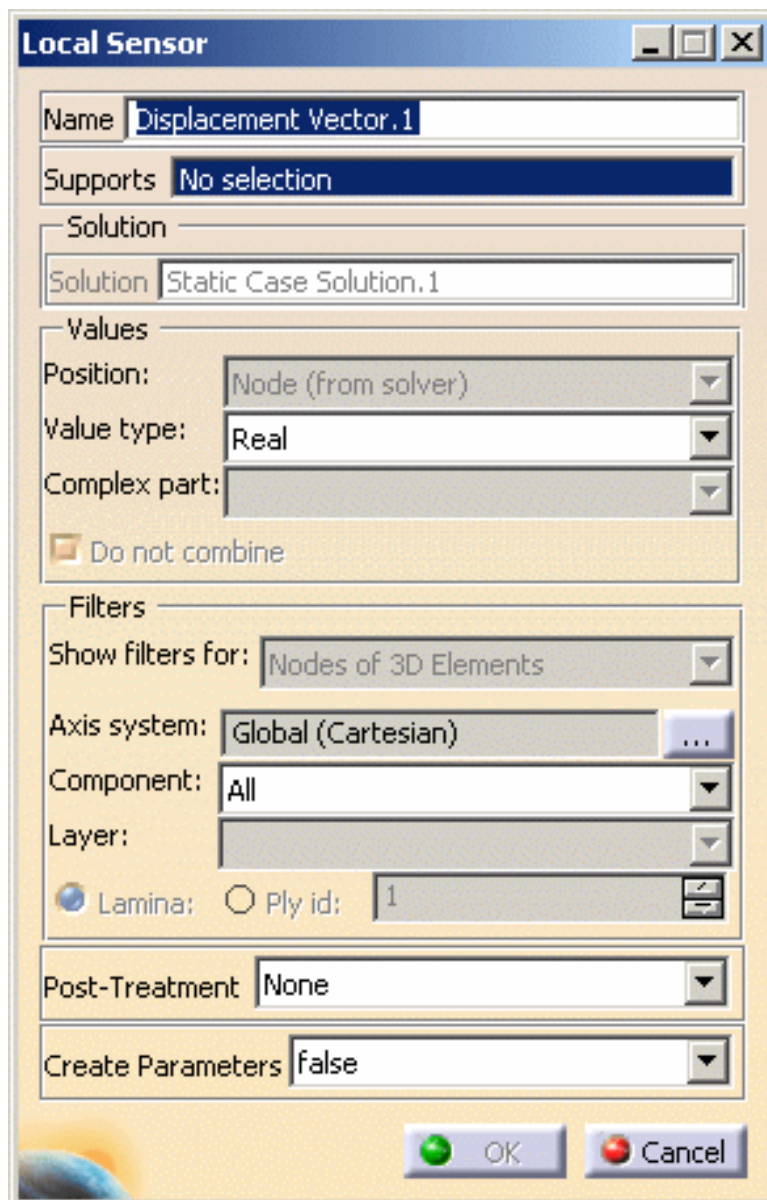 Local Sensor
Name Displacement Vector.1
Supports No selection
Solution
Solution Static Case Solution.1
Values
Position: Node (from solver)
Value type: Real
Complex part:
Do not combine
Filters
Show filters for: Nodes of 3D Elements
Axis system: Global (Cartesian) ...
Component: All
Layer:
Lamina: Ply id: 1
Post-Treatment None
Create Parameters false
OK Cancel